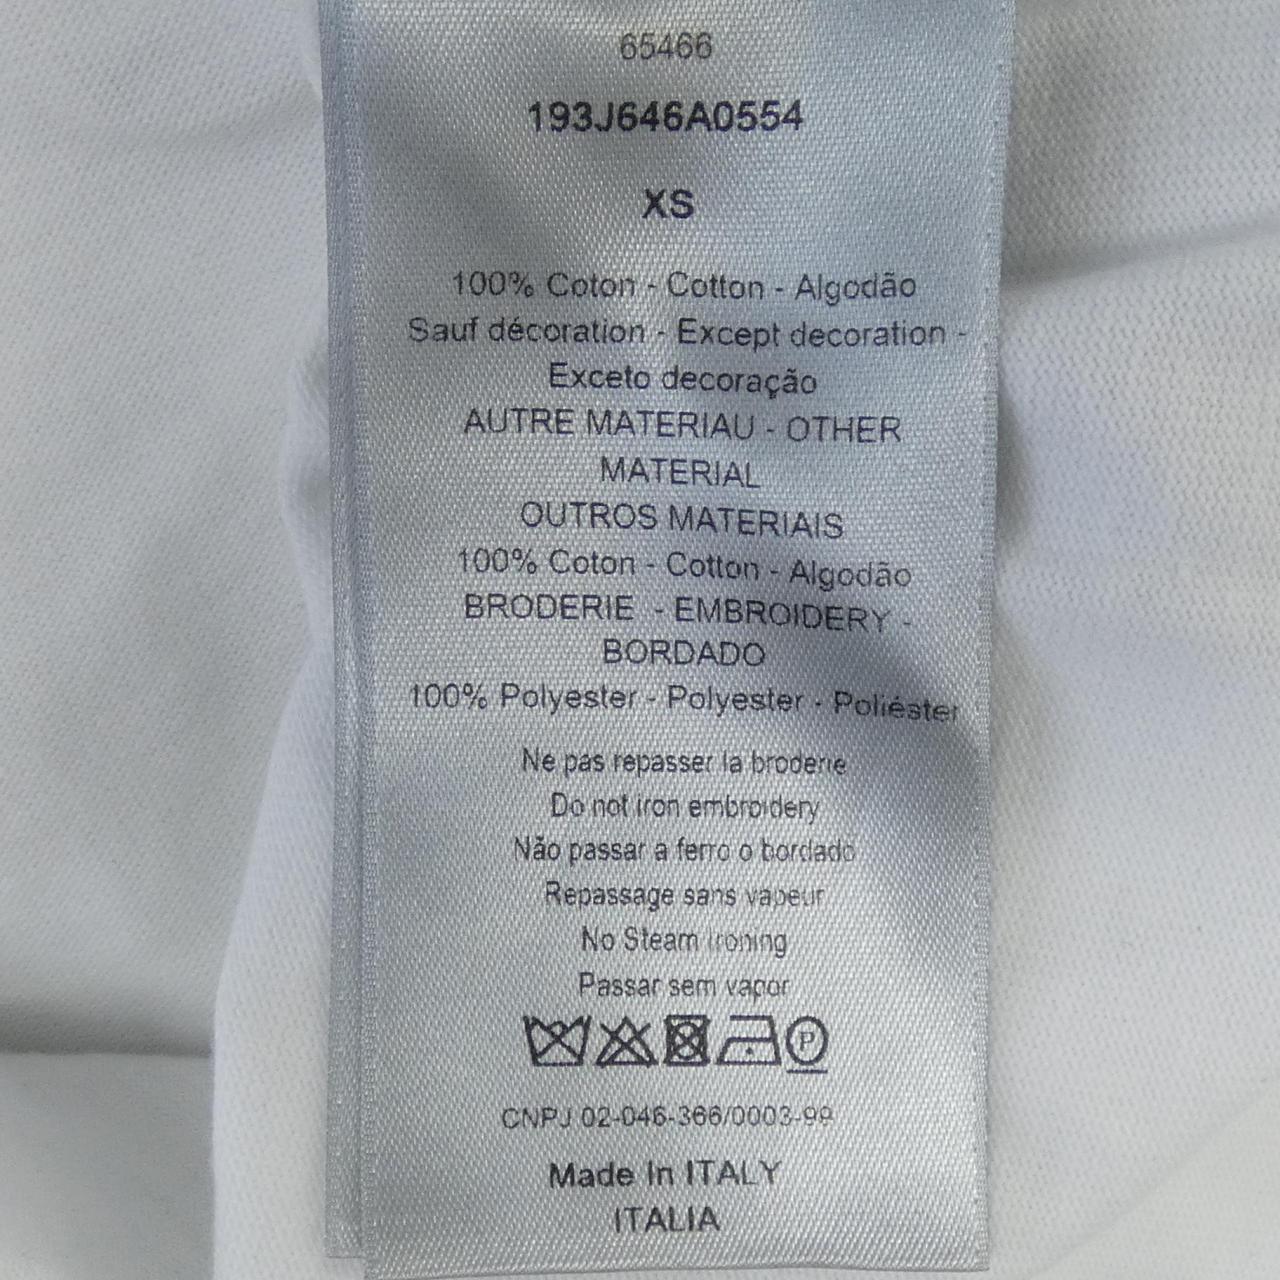 65466
193J646A0554
XS
100% Coton - Cotton - Algodão
Sauf décoration - Except decoration -
Exceto decoração
AUTRE MATERIAU - OTHER
MATERIAL
OUTROS MATERIAIS
100% Coton - Cotton - Algodão
BRODERIE - EMBROIDERY -
BORDADO
100% Polyester - Polyester - Poliéster
Ne pas repasser la broderie
Do not iron embroidery
Não passar a ferro o bordado
Repassage sans vapeur
No Steam ironing
Passar sem vapor
P
CNPJ 02-046-366/0003-99
Made In ITALY
ITALIA